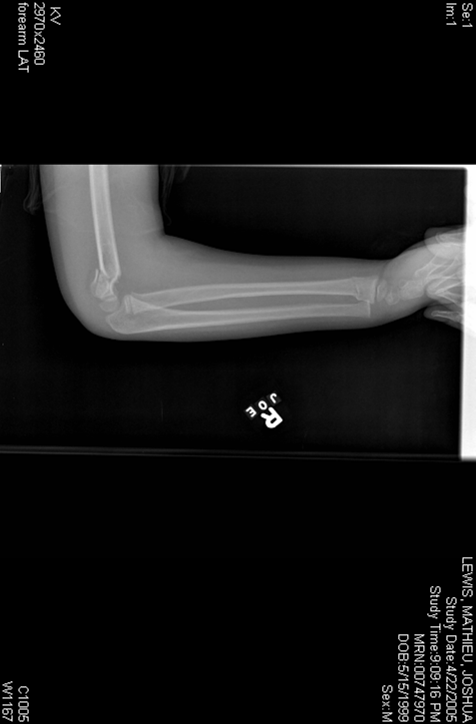 Se:1
Im:1
LEWIS, MATHIEU, JOSHUA
Study Date:4/22/2005
Study Time:9:09:16 PM
MRN:00747970
DOB:5/15/1999
Sex:M
R
JOE
KV
2970x2460
forearm LAT
C1005
W1167